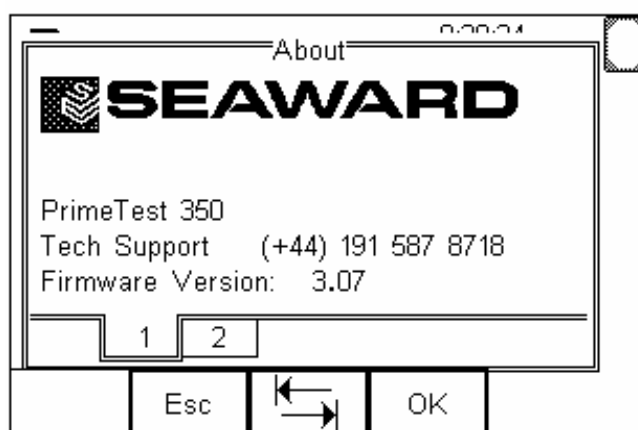 About
SEAWARD
PrimeTest 350
Tech Support (+44) 191 587 8718
Firmware Version: 3.07
1 2
Esc OK